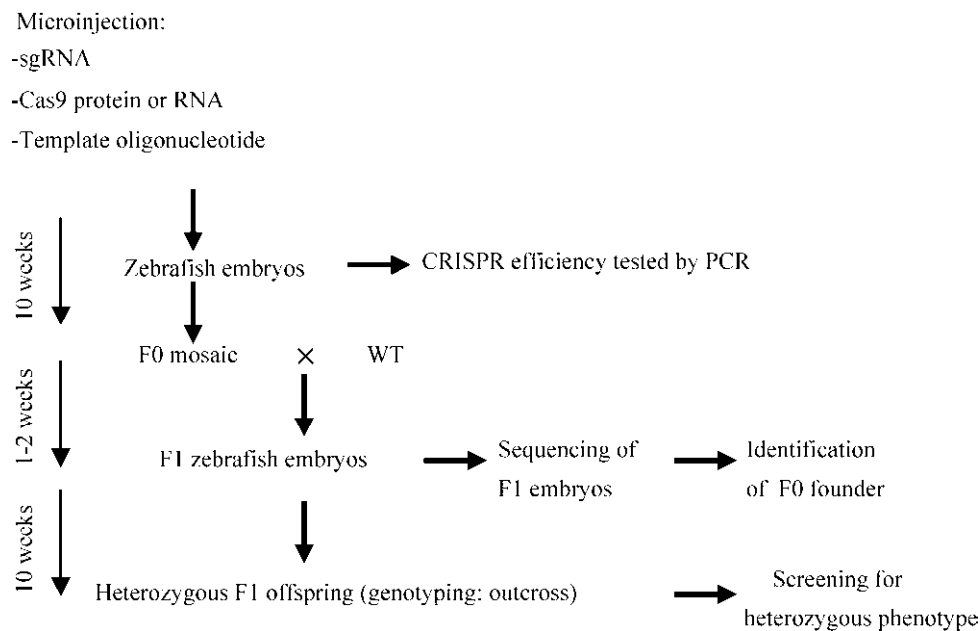 Microinjection:
-sgRNA
-Cas9 protein or RNA
-Template oligonucleotide
10 weeks
Zebrafish embryos
CRISPR efficiency tested by PCR
F0 mosaic × WT
1-2 weeks
F1 zebrafish embryos
Sequencing of
F1 embryos
Identification
of F0 founder
10 weeks
Heterozygous F1 offspring (genotyping: outcross)
Screening for
heterozygous phenotype